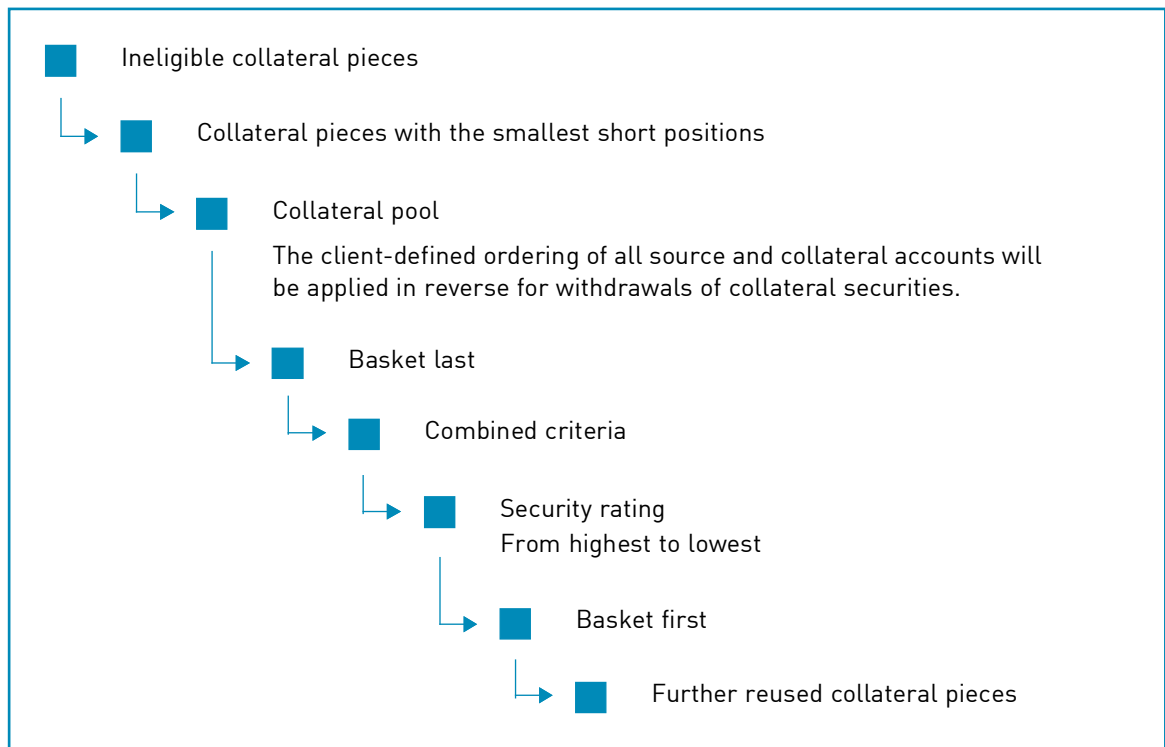 Ineligible collateral pieces
Collateral pieces with the smallest short positions
Collateral pool
The client-defined ordering of all source and collateral accounts will
be applied in reverse for withdrawals of collateral securities.
Basket last
Combined criteria
Security rating
From highest to lowest
Basket first
Further reused collateral pieces